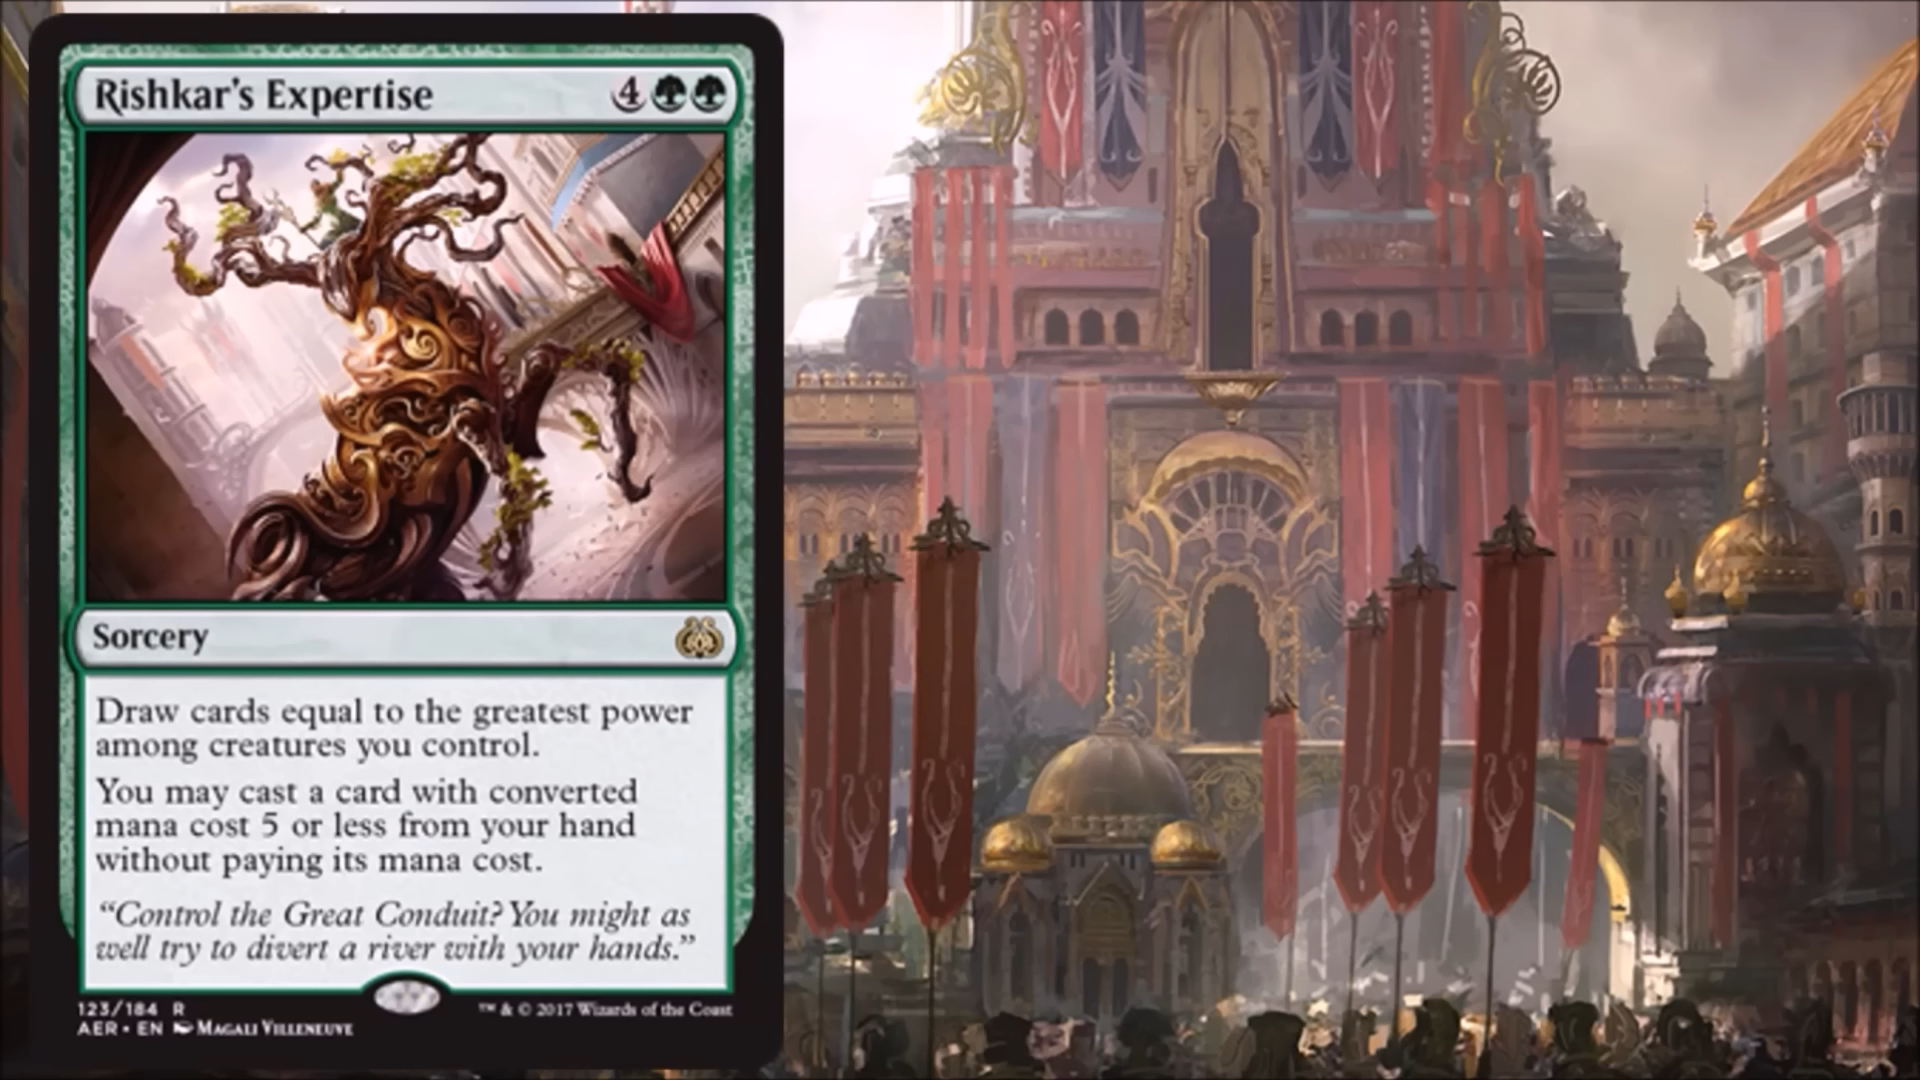 Rishkar's Expertise 4
Sorcery
Draw cards equal to the greatest power
among creatures you control.
You may cast a card with converted
mana cost 5 or less from your hand
without paying its mana cost.
"Control the Great Conduit? You might as
well try to divert a river with your hands."
123/184 R
™ & © 2017 Wizards of the Coast
AER • EN Magali Villeneuve